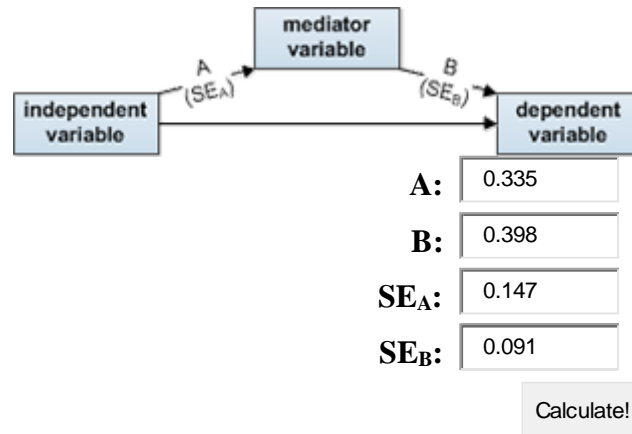 mediator
variable
A
(SEA)
B
(SEB)
independent
variable
dependent
variable
A: 0.335
B: 0.398
SEA: 0.147
SEB: 0.091
Calculate!